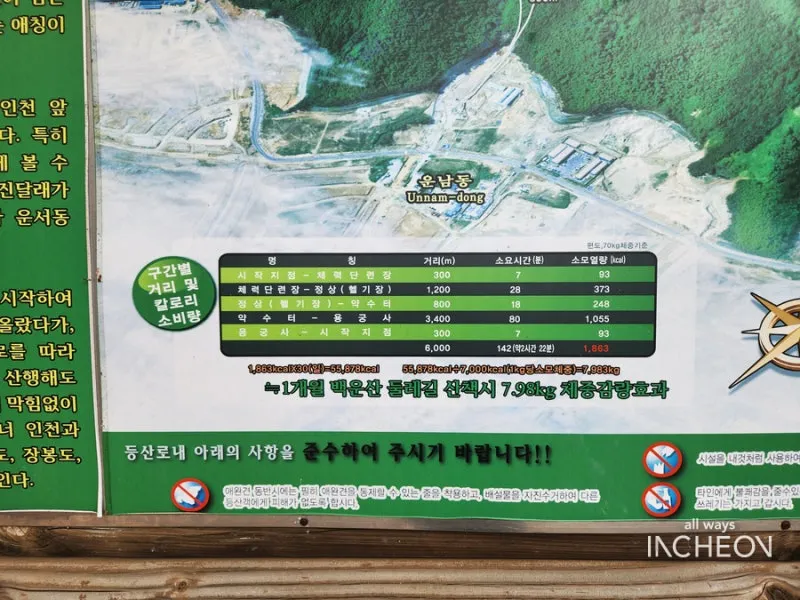 는 애칭이
인천 앞
다. 특히
볼 수
진달래가
운서동
시작하여
올랐다가,
로를 따라
산행해도
막힘없이
녀 인천과
도, 장봉도,
인다.
운남동
Unnam-dong
편도,70kg체중기준
구간별
거리 및
칼로리
소비량
명 칭 거리(m) 소요시간(분) 소모열량(kcal)
시작지점-체력단련장 300 7 93
체력단련장-정상(헬기장) 1,200 28 373
정상(헬기장)-약수터 800 18 248
약수터-용궁사 3,400 80 1,055
용궁사-시작지점 300 7 93
6,000 142(약2시간 22분) 1,863
1,863kcalX30(일)=55,878kcal 55,878kcal÷7,000kcal(1kg당소모체중)=7,983kg
≒1개월 백운산 둘레길 산책시 7.98kg 체중감량효과
등산로내 아래의 사항을 준수하여 주시기 바랍니다!!
시설을 내것처럼 사용하여
애완견 동반시에는 필히 애완견을 통제할 수 있는 줄을 착용하고, 배설물을 자진수거하여 다른
등산객에게 피해가 없도록 합시다.
타인에게 불쾌감을 줄수있
쓰레기는 가지고 갑시다.
all ways
INCHEON